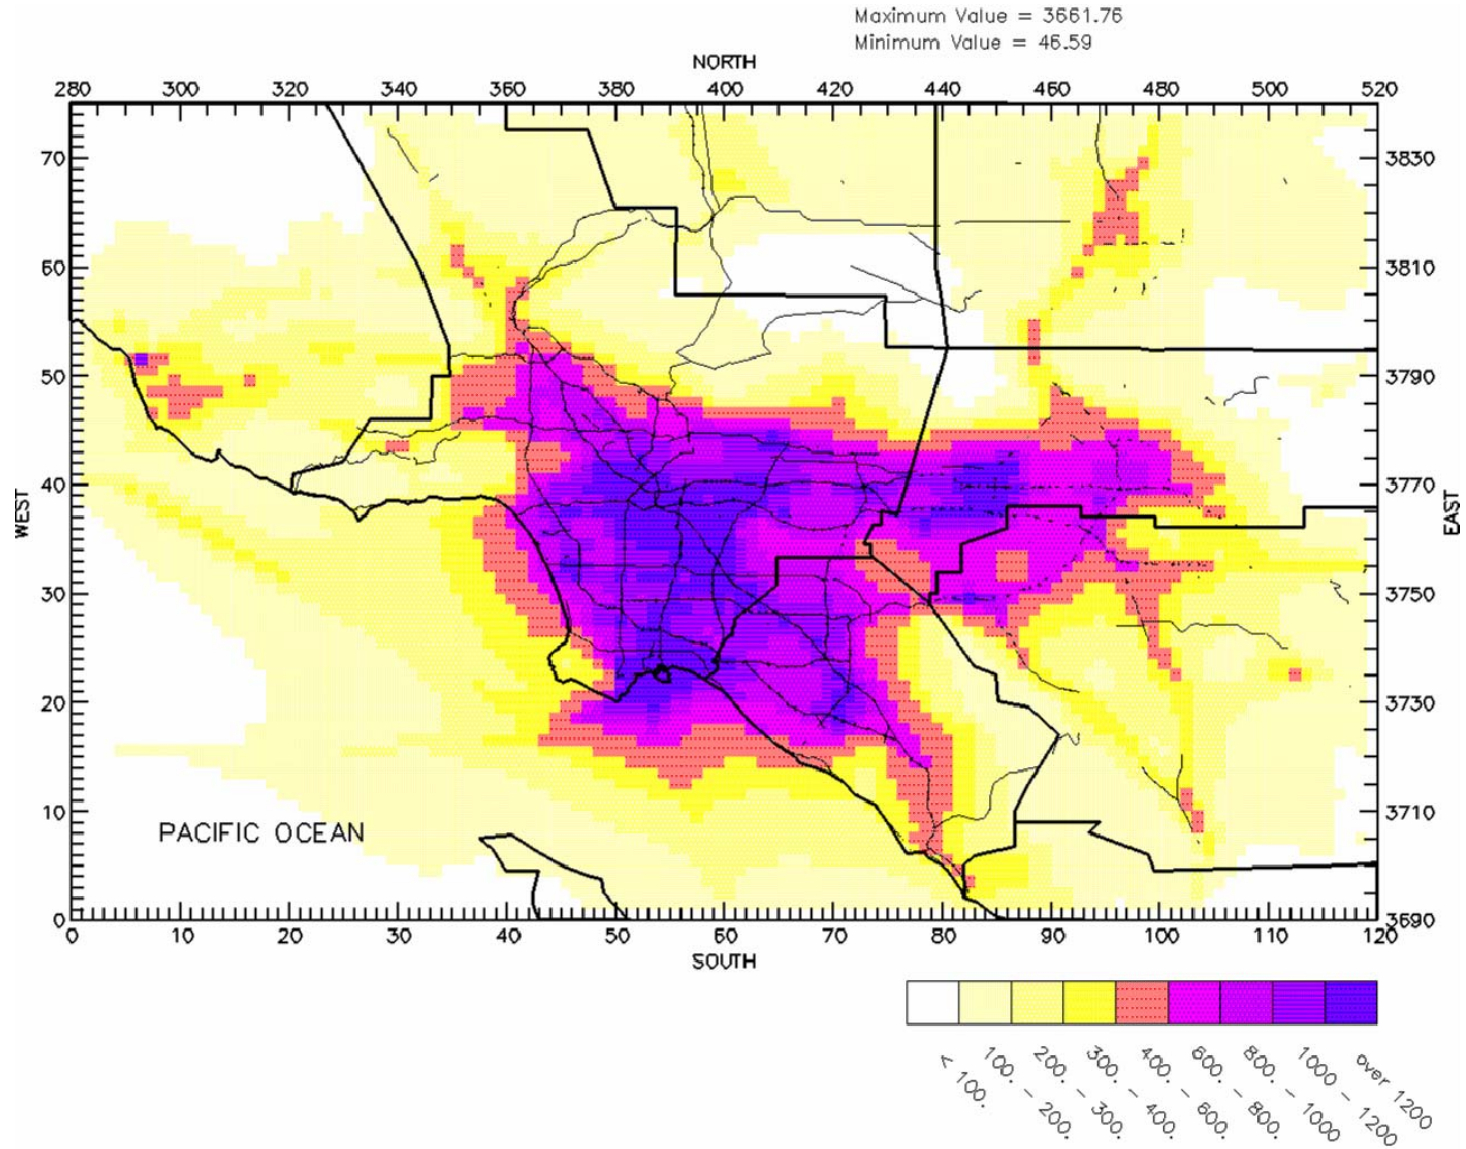 Maximum Value = 3661.76
Minimum Value = 46.59
NORTH
280 300 320 340 360 380 400 420 440 460 480 500 520
70 3830
60 3810
50 3790
40 3770
WEST EAST
30 3750
20 3730
10 3710
PACIFIC OCEAN
0 3690
0 10 20 30 40 50 60 70 80 90 100 110 120
SOUTH
< 100.
100. - 200.
200. - 300.
300. - 400.
400. - 600.
600. - 800.
800. - 1000
1000 - 1200
over 1200